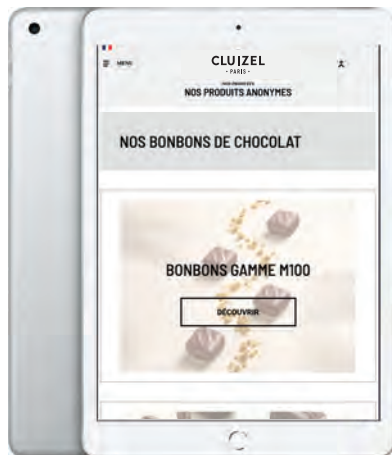 MENU
CLUIZEL
- PARIS -
NOS PRODUITS ANONYMES
NOS BONBONS DE CHOCOLAT
BONBONS GAMME M100
DÉCOUVRIR